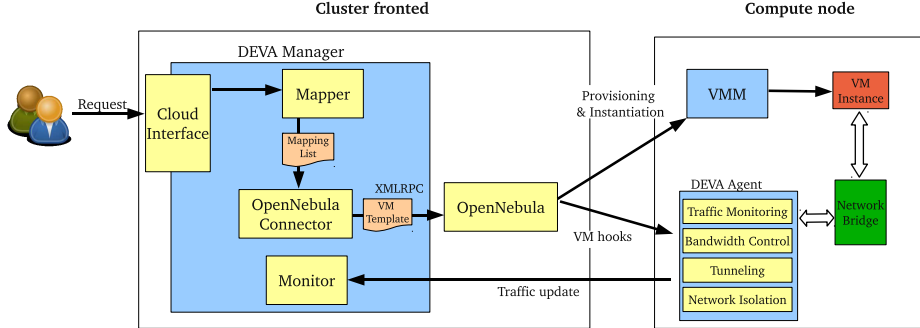 Cluster fronted
Compute node
DEVA Manager
Request
Cloud
Interface
Mapper
Mapping
List
XMLRPC
OpenNebula
Connector
VM
Template
OpenNebula
Monitor
Provisioning
& Instantiation
VM hooks
Traffic update
VMM
VM
Instance
DEVA Agent
Traffic Monitoring
Bandwidth Control
Tunneling
Network Isolation
Network
Bridge